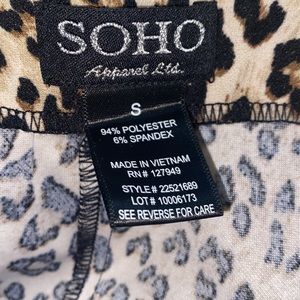 SOHO
Apparel Ltd.
S
94% POLYESTER
6% SPANDEX
MADE IN VIETNAM
RN # 127949
STYLE# 22521689
LOT# 10006173
SEE REVERSE FOR CARE